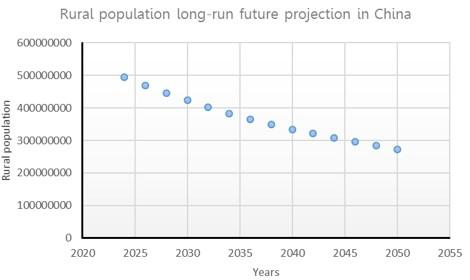 Rural population long-run future projection in China
600000000
500000000
400000000
300000000
200000000
100000000
0
Rural population
2020 2025 2030 2035 2040 2045 2050 2055
Years